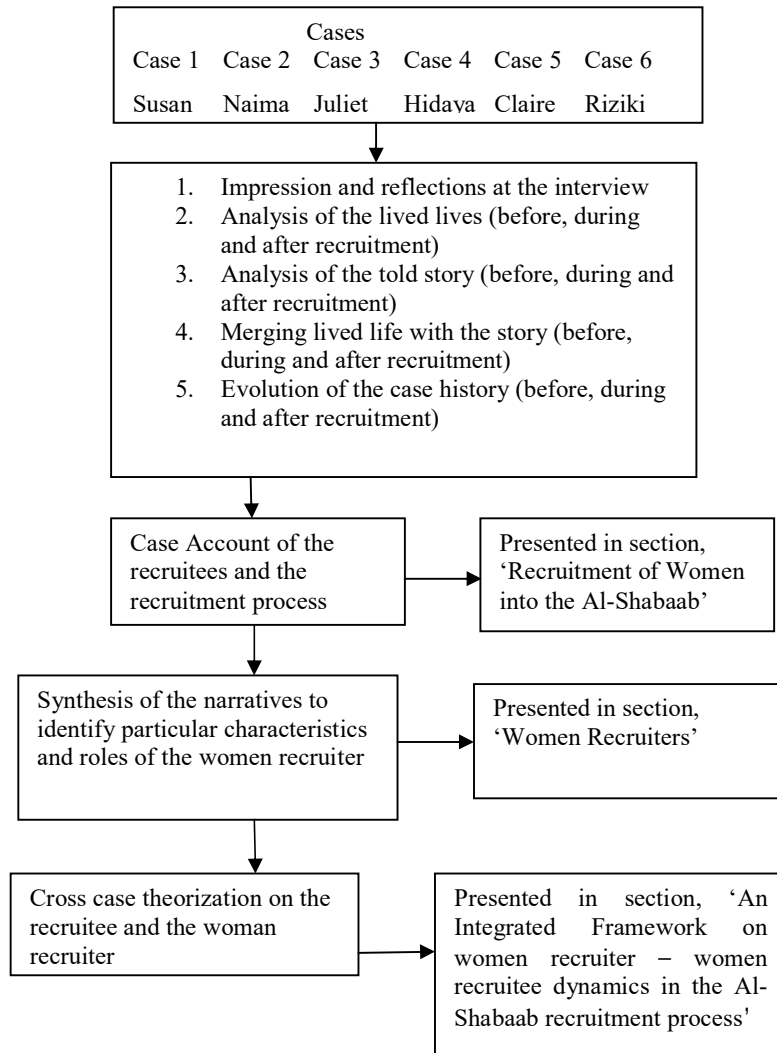 Cases
Case 1 Case 2 Case 3 Case 4 Case 5 Case 6
Susan Naima Juliet Hidaya Claire Riziki
1. Impression and reflections at the interview
2. Analysis of the lived lives (before, during
and after recruitment)
3. Analysis of the told story (before, during and
after recruitment)
4. Merging lived life with the story (before,
during and after recruitment)
5. Evolution of the case history (before, during
and after recruitment)
Case Account of the
recruitees and the
recruitment process
Presented in section,
‘Recruitment of Women
into the Al-Shabaab’
Synthesis of the narratives to
identify particular characteristics
and roles of the women recruiter
Presented in section,
‘Women Recruiters’
Cross case theorization on the
recruitee and the woman
recruiter
Presented in section, ‘An
Integrated Framework on
women recruiter – women
recruitee dynamics in the Al-
Shabaab recruitment process’